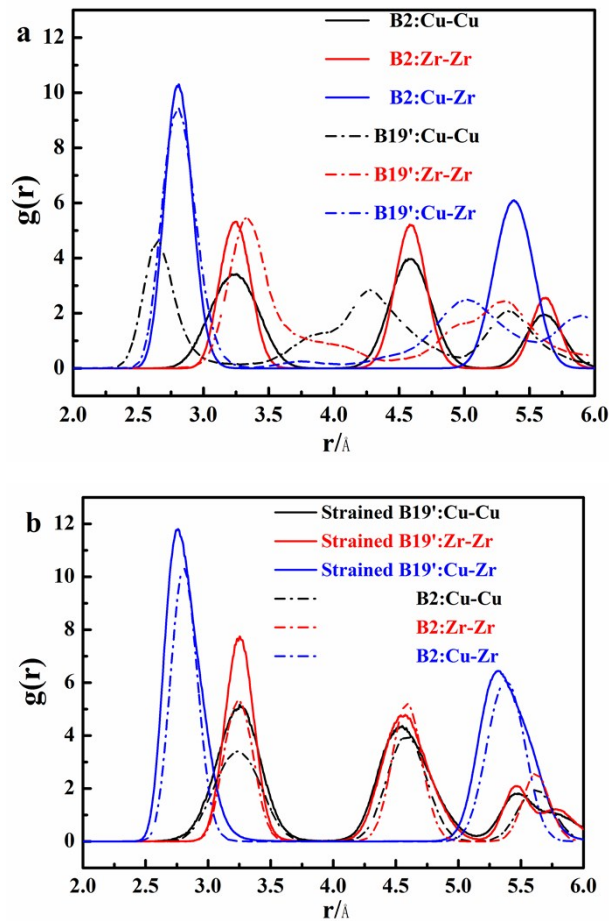 a
12
10
8
6
4
2
0
g(r)
B2:Cu-Cu
B2:Zr-Zr
B2:Cu-Zr
B19':Cu-Cu
B19':Zr-Zr
B19':Cu-Zr
2.0 2.5 3.0 3.5 4.0 4.5 5.0 5.5 6.0
r/Å
b
12
10
8
6
4
2
0
g(r)
Strained B19':Cu-Cu
Strained B19':Zr-Zr
Strained B19':Cu-Zr
B2:Cu-Cu
B2:Zr-Zr
B2:Cu-Zr
2.0 2.5 3.0 3.5 4.0 4.5 5.0 5.5 6.0
r/Å